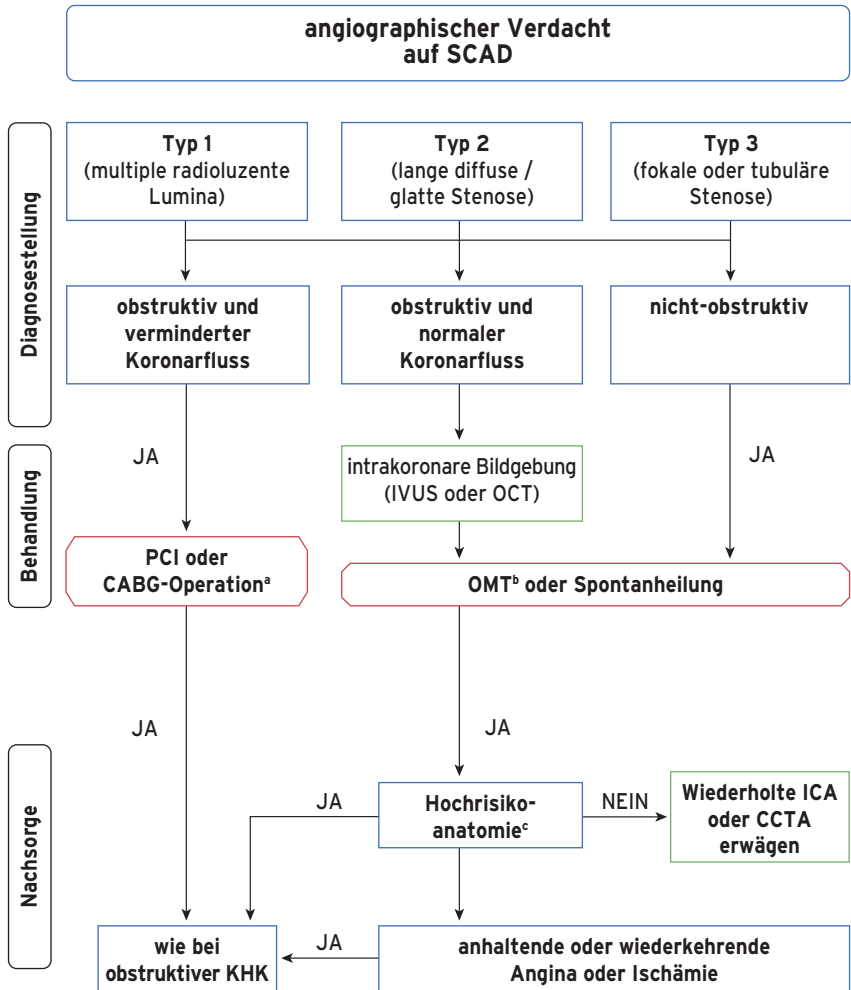 angiographischer Verdacht
auf SCAD
Diagnosestellung
Typ 1
(multiple radioluzente
Lumina)
Typ 2
(lange diffuse /
glatte Stenose)
Typ 3
(fokale oder tubuläre
Stenose)
obstruktiv und
verminderter
Koronarfluss
obstruktiv und
normaler
Koronarfluss
nicht-obstruktiv
JA
JA
Behandlung
intrakoronare Bildgebung
(IVUS oder OCT)
PCI oder
CABG-Operationᵃ
OMTᵇ oder Spontanheilung
JA
JA
Nachsorge
JA
Hochrisiko-
anatomieᶜ
NEIN
Wiederholte ICA
oder CCTA
erwägen
wie bei
obstruktiver KHK
JA
anhaltende oder wiederkehrende
Angina oder Ischämie